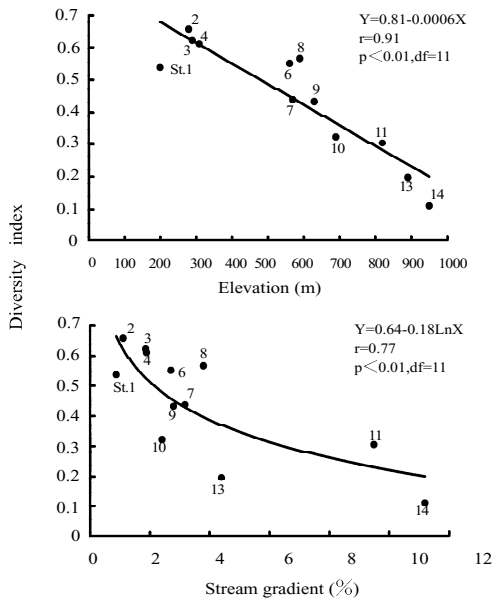 Diversity index
0.7
0.6
0.5
0.4
0.3
0.2
0.1
0
2
3
4
St.1
6
8
7
9
10
11
13
14
Y=0.81-0.0006X
r=0.91
p<0.01,df=11
0 100 200 300 400 500 600 700 800 900 1000
Elevation (m)
0.7
0.6
0.5
0.4
0.3
0.2
0.1
0
2
3
4
St.1
6
8
7
9
10
13
11
14
Y=0.64-0.18LnX
r=0.77
p<0.01,df=11
0 2 4 6 8 10 12
Stream gradient (%)